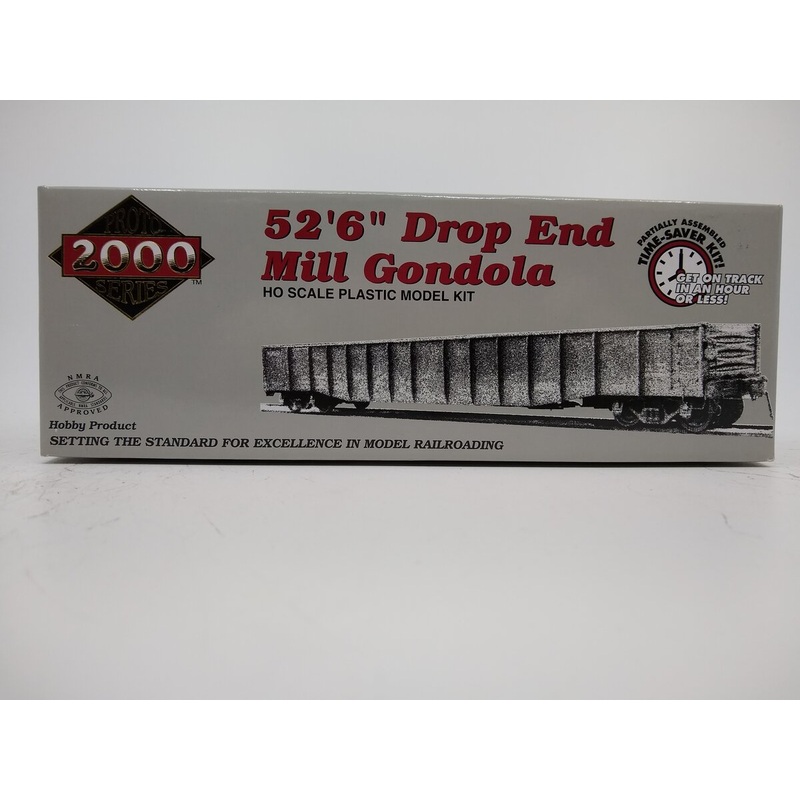 PROTO
2000
SERIES
TM
52'6" Drop End
Mill Gondola
HO SCALE PLASTIC MODEL KIT
PARTIALLY ASSEMBLED
TIME-SAVER KIT!
GET ON TRACK
IN AN HOUR
OR LESS!
NMRA
APPROVED
Hobby Product
SETTING THE STANDARD FOR EXCELLENCE IN MODEL RAILROADING